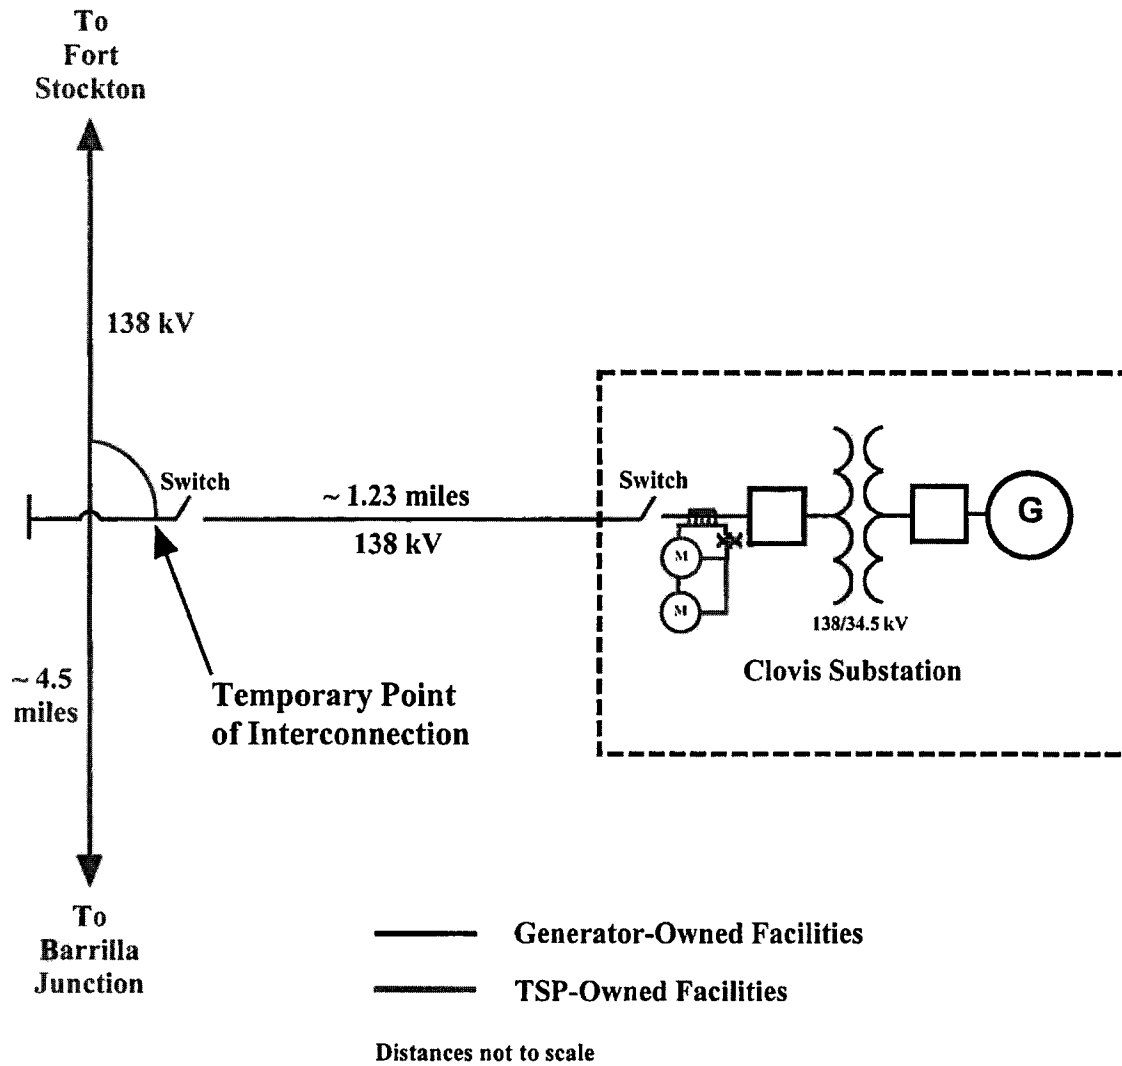 To
Fort
Stockton
138 kV
Switch
~ 1.23 miles
138 kV
Switch
G
M
M
138/34.5 kV
Clovis Substation
~ 4.5
miles
Temporary Point
of Interconnection
To
Barrilla
Junction
Generator-Owned Facilities
TSP-Owned Facilities
Distances not to scale